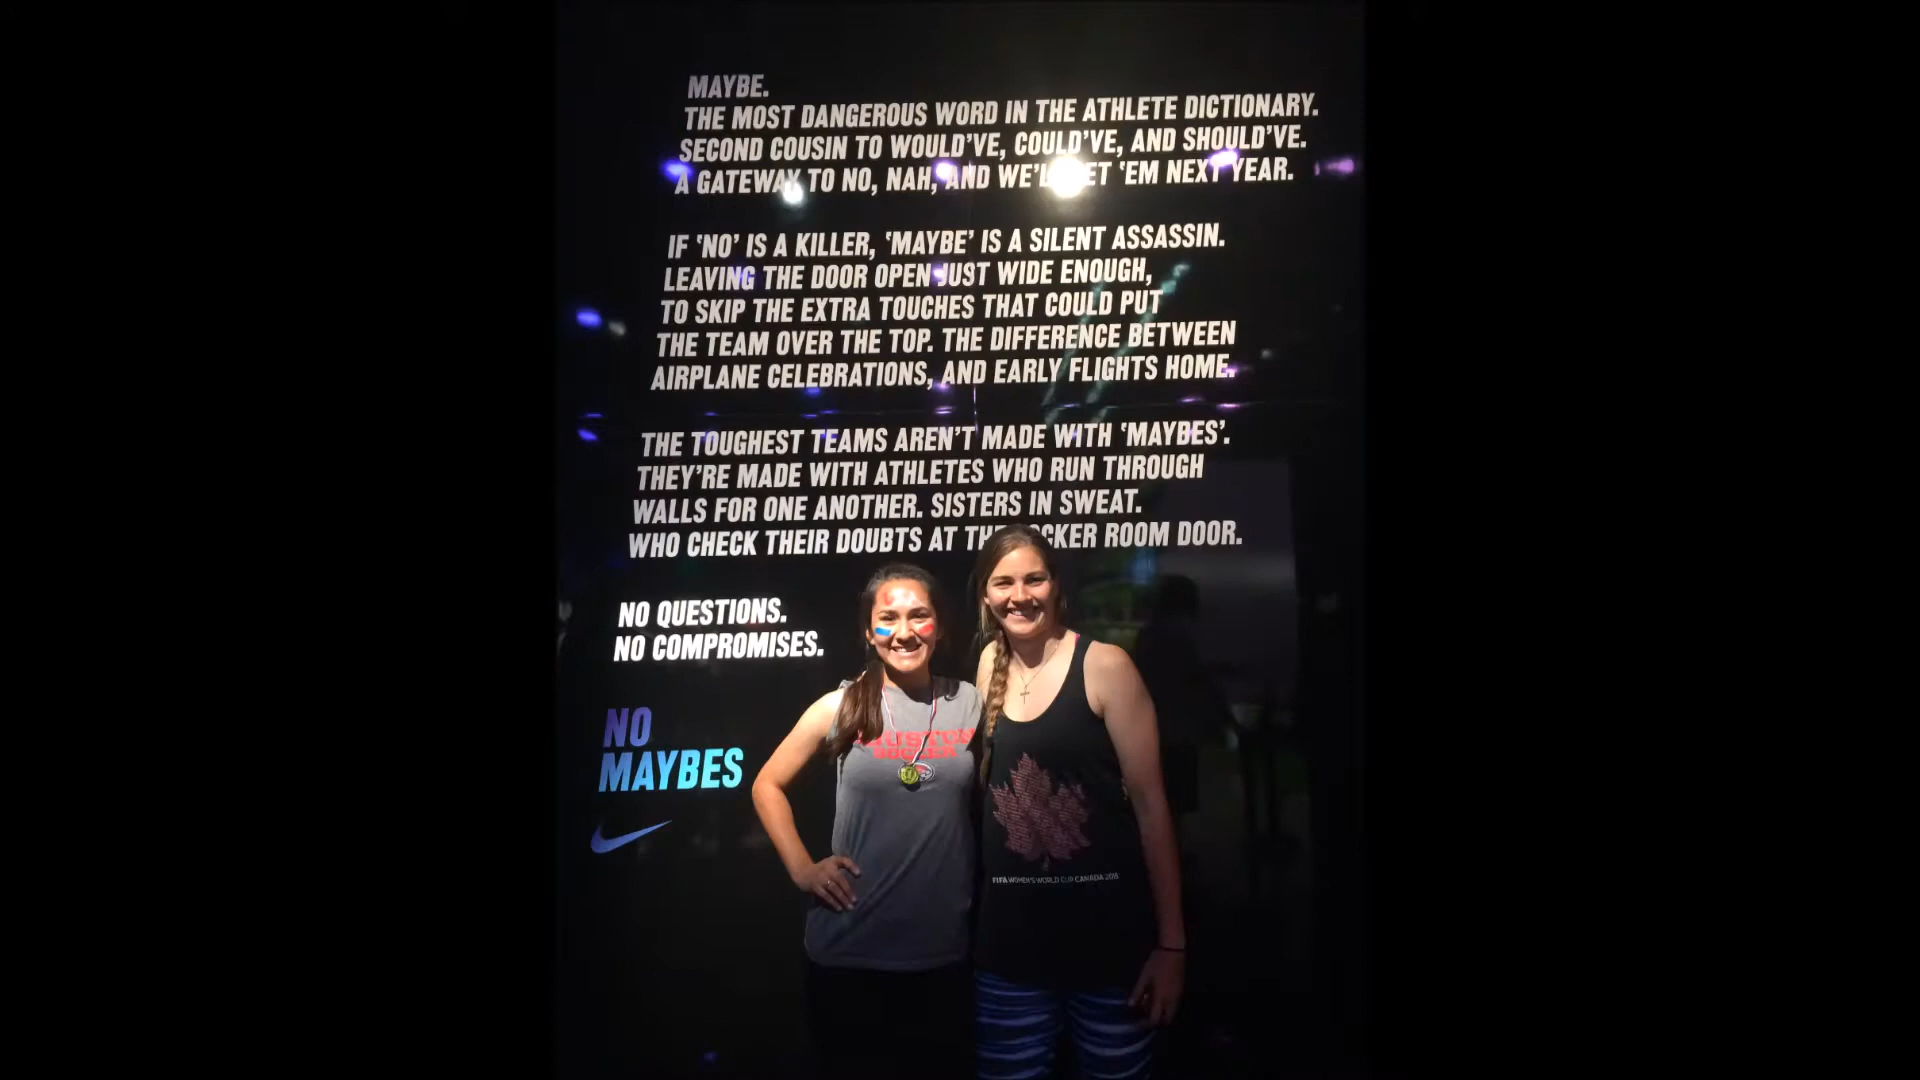 MAYBE.
THE MOST DANGEROUS WORD IN THE ATHLETE DICTIONARY.
SECOND COUSIN TO WOULD'VE, COULD'VE, AND SHOULD'VE.
A GATEWAY TO NO, NAH, AND WE'LL GET 'EM NEXT YEAR.
IF 'NO' IS A KILLER, 'MAYBE' IS A SILENT ASSASSIN.
LEAVING THE DOOR OPEN JUST WIDE ENOUGH,
TO SKIP THE EXTRA TOUCHES THAT COULD PUT
THE TEAM OVER THE TOP. THE DIFFERENCE BETWEEN
AIRPLANE CELEBRATIONS, AND EARLY FLIGHTS HOME.
THE TOUGHEST TEAMS AREN'T MADE WITH 'MAYBES'.
THEY'RE MADE WITH ATHLETES WHO RUN THROUGH
WALLS FOR ONE ANOTHER. SISTERS IN SWEAT.
WHO CHECK THEIR DOUBTS AT THE LOCKER ROOM DOOR.
NO QUESTIONS.
NO COMPROMISES.
NO
MAYBES
SOCCER
FIFA WOMEN'S WORLD CUP CANADA 2015